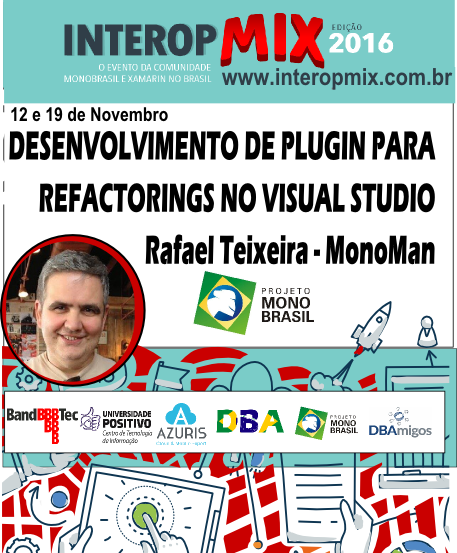 INTEROP MIX EDIÇÃO 2016
O EVENTO DA COMUNIDADE
MONOBRASIL E XAMARIN NO BRASIL
www.interopmix.com.br
12 e 19 de Novembro
DESENVOLVIMENTO DE PLUGIN PARA
REFACTORINGS NO VISUAL STUDIO
Rafael Teixeira - MonoMan
PROJETO
MONO
BRASIL
BandBBBTec
BB
B
UNIVERSIDADE
POSITIVO
Centro de Tecnologia
da Informação
AZURIS
DBA
PROJETO
MONO
BRASIL
DBAmigos